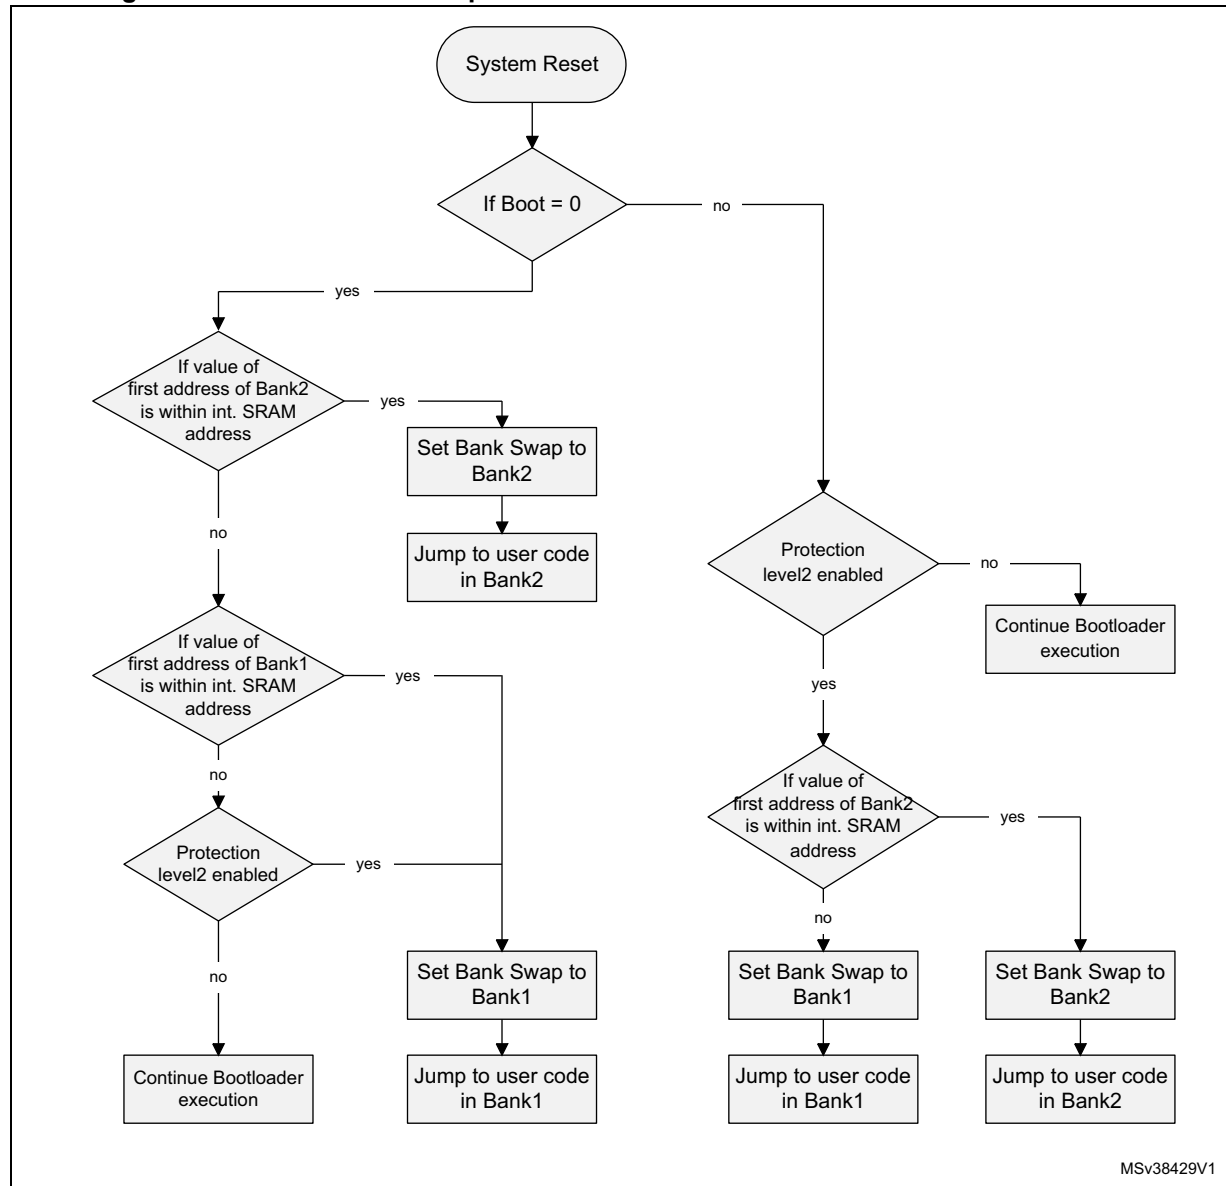 System Reset
If Boot = 0
no
yes
If value of
first address of Bank2
is within int. SRAM
address
yes
Set Bank Swap to
Bank2
no
Jump to user code
in Bank2
Protection
level2 enabled
no
Continue Bootloader
execution
If value of
first address of Bank1
is within int. SRAM
address
yes
yes
no
If value of
first address of Bank2
is within int. SRAM
address
yes
Protection
level2 enabled
yes
no
no
Set Bank Swap to
Bank1
Set Bank Swap to
Bank1
Set Bank Swap to
Bank2
Continue Bootloader
execution
Jump to user code
in Bank1
Jump to user code
in Bank1
Jump to user code
in Bank2
MSv38429V1